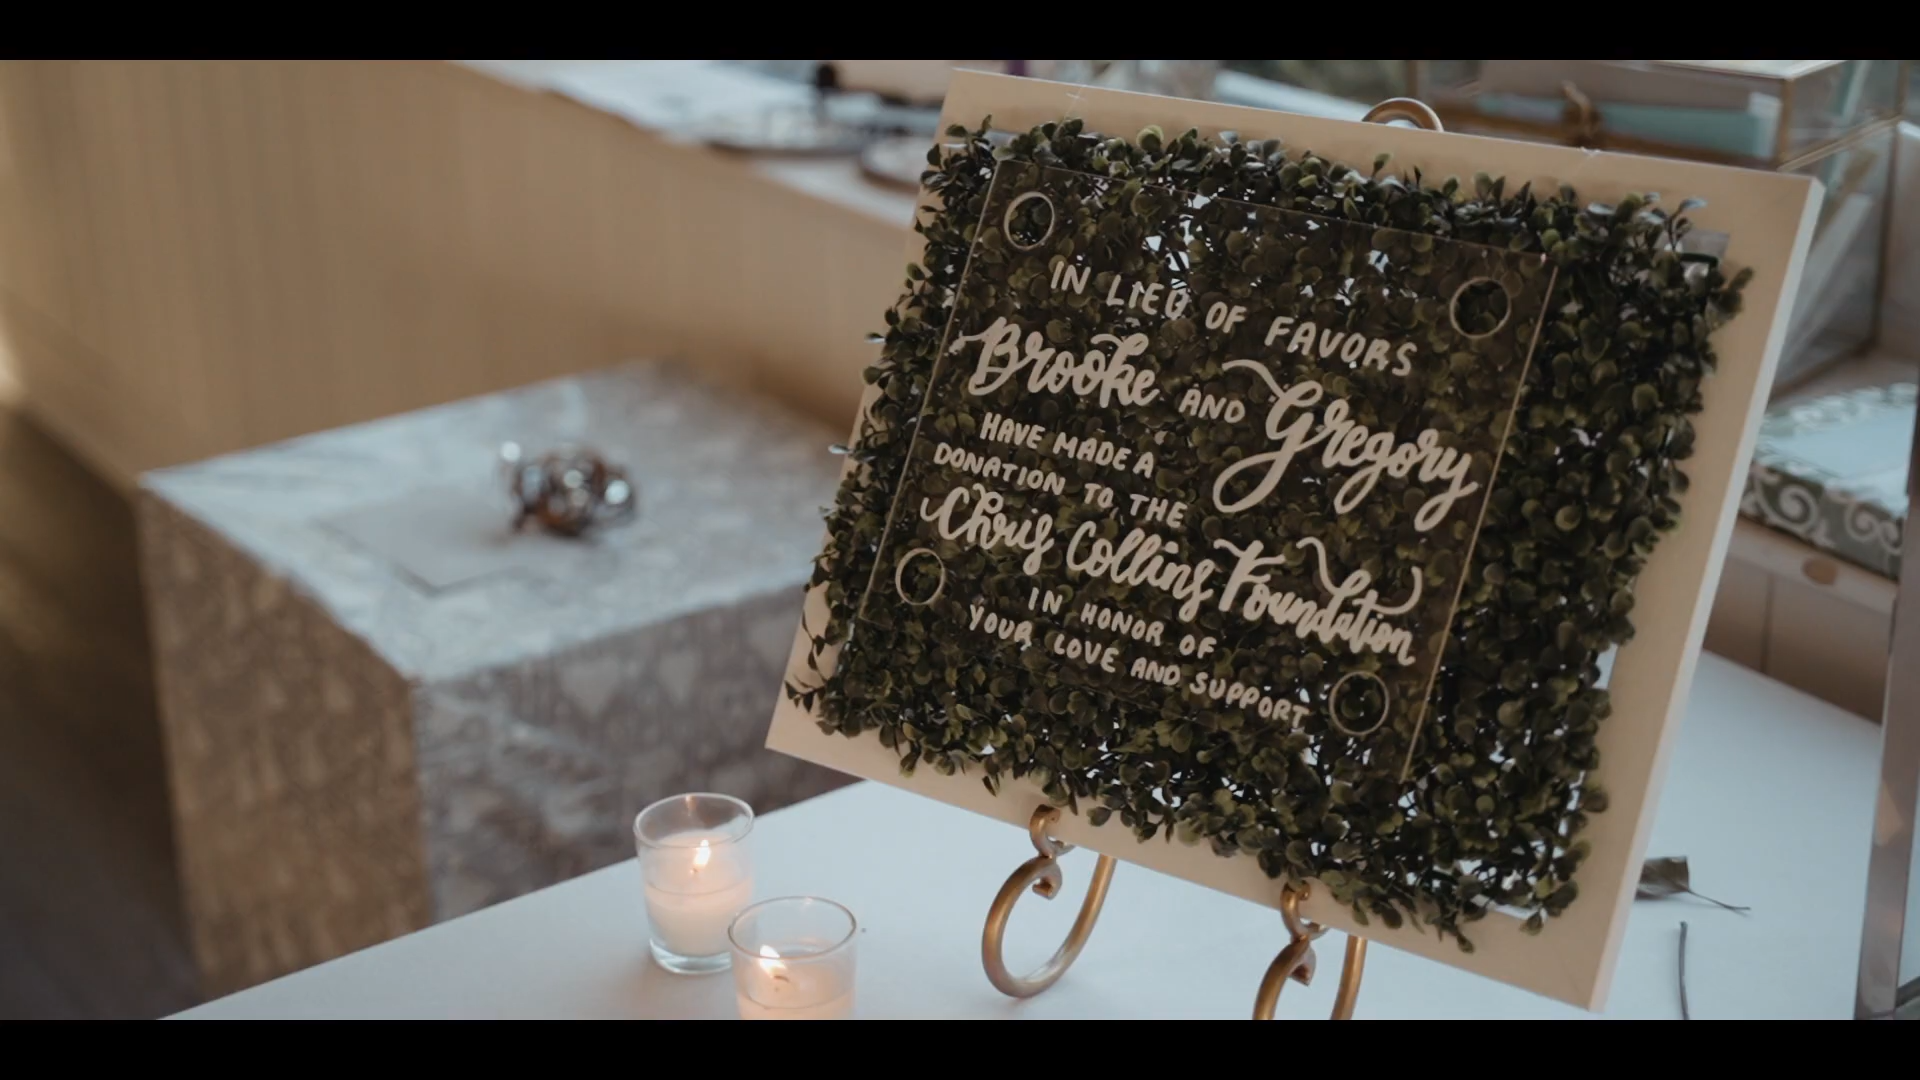 IN LIEU OF FAVORS
Brooke AND Gregory
HAVE MADE A
DONATION TO THE
Chris Collins Foundation
IN HONOR OF
YOUR LOVE AND SUPPORT